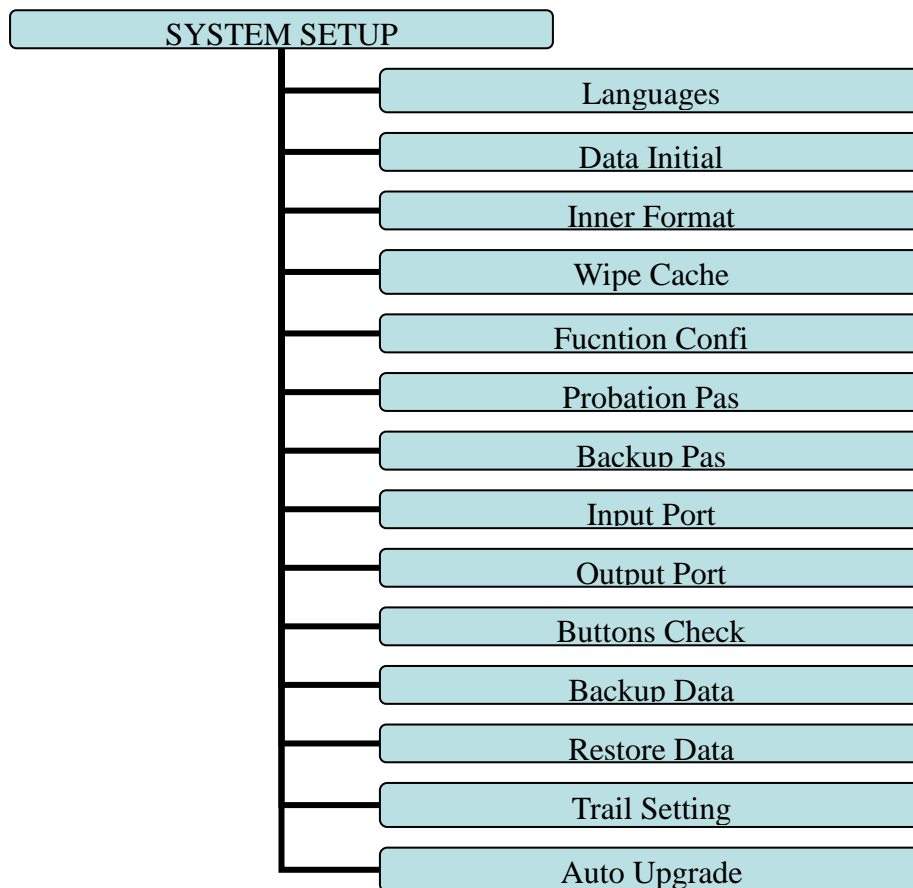 SYSTEM SETUP
Languages
Data Initial
Inner Format
Wipe Cache
Fucntion Confi
Probation Pas
Backup Pas
Input Port
Output Port
Buttons Check
Backup Data
Restore Data
Trail Setting
Auto Upgrade